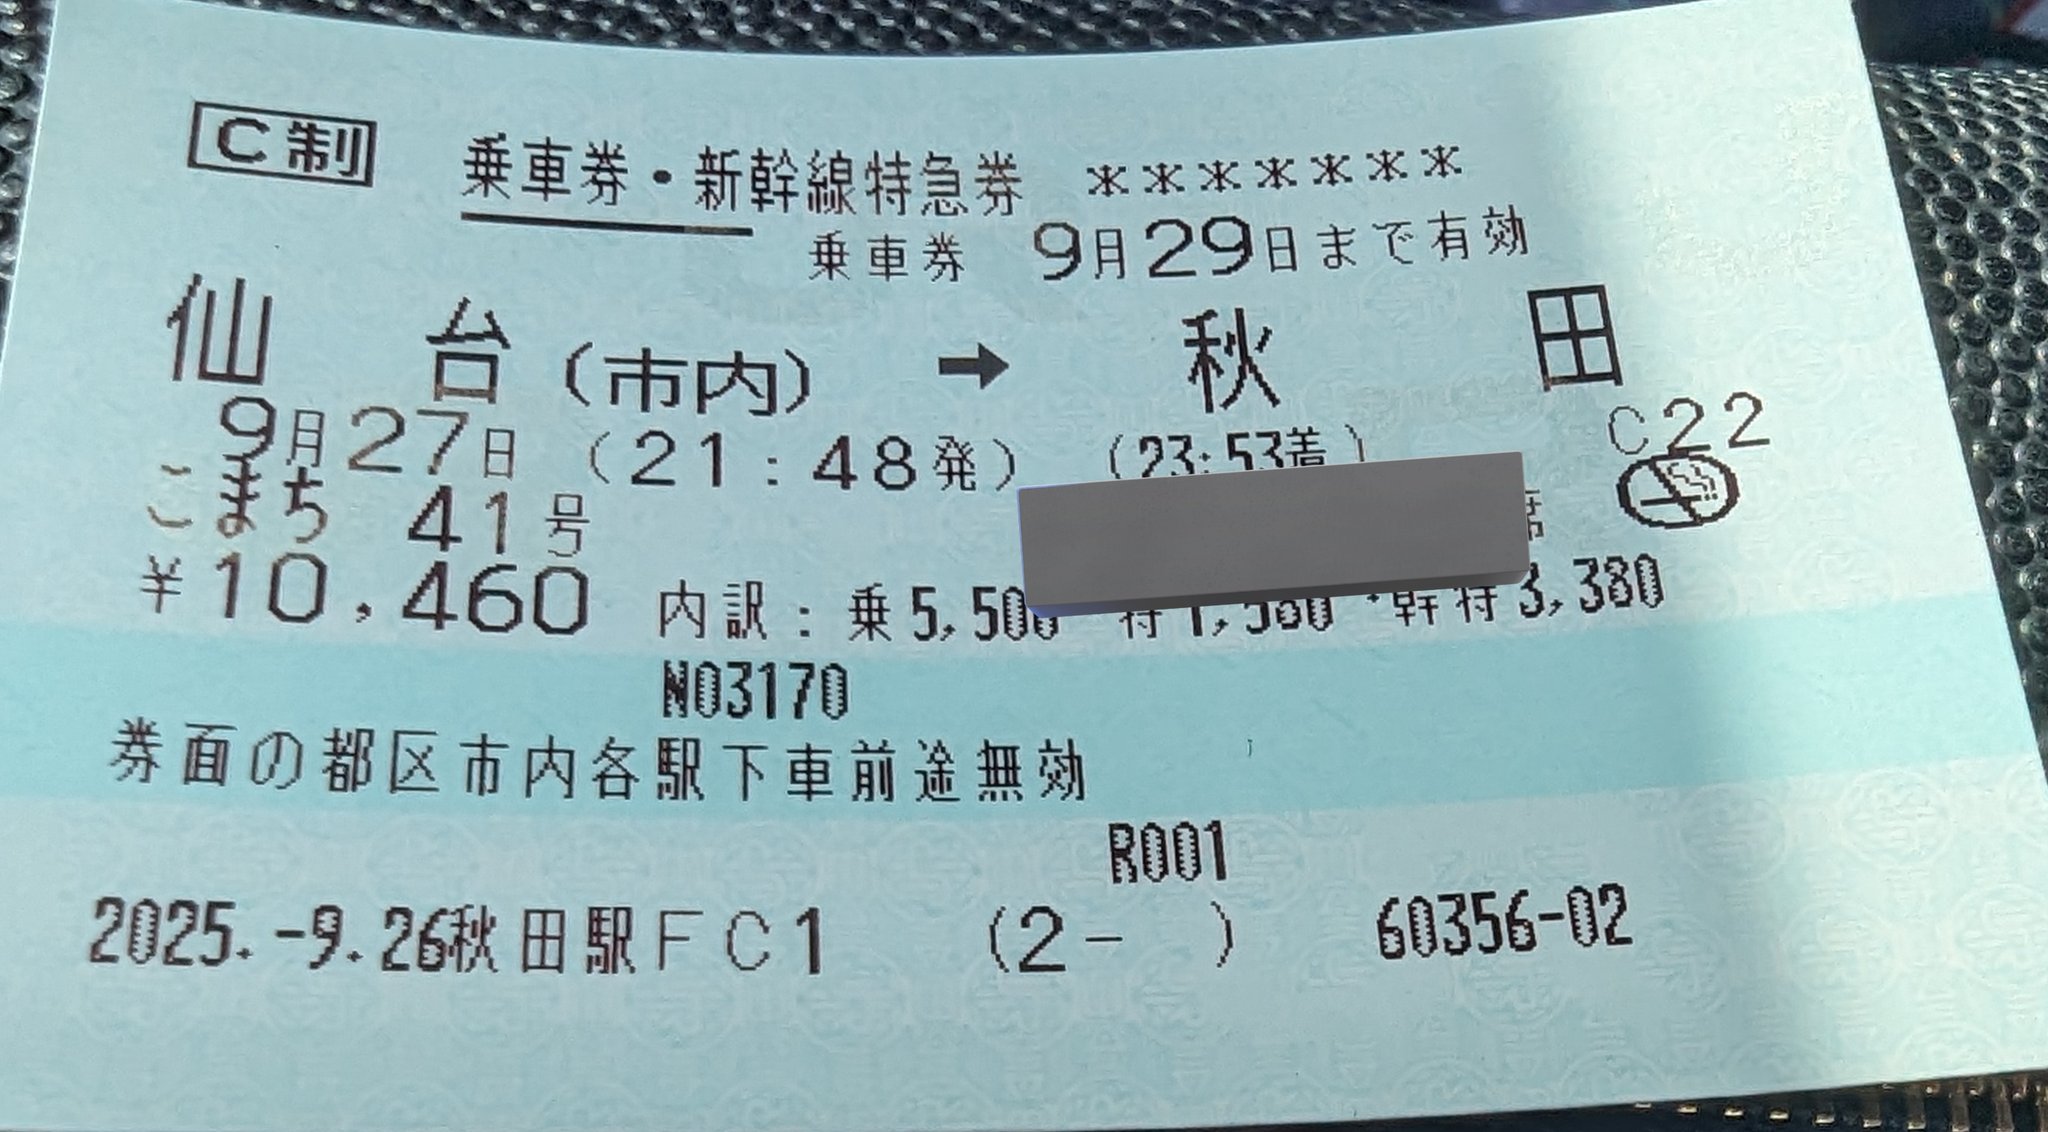 C制 乗車券・新幹線特急券 *******
乗車券 9月29日まで有効
仙台(市内) ➡ 秋田
9月27日 (21:48発) (23:53着) C22
こまち 41号 席
¥10,460 内訳:乗5,500 特1,580・幹特3,380
N03170
券面の都区市内各駅下車前途無効
R001
2025.-9.26秋田駅FC1 (2- ) 60356-02